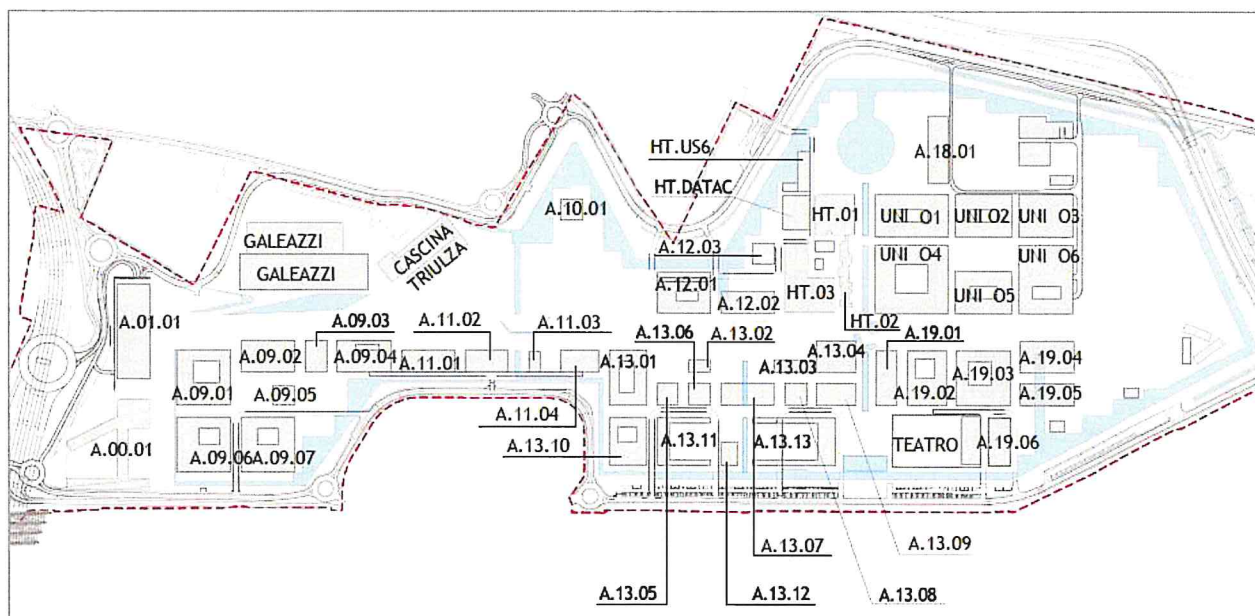 HT.US6
A.18.01
HT.DATAC
A.10.01
HT.01
UNI O1
UNI O2
UNI O3
GALEAZZI
CASCINA
TRIULZA
A.12.03
UNI O4
UNI O6
GALEAZZI
A.12.01
HT.03
UNI O5
A.12.02
A.01.01
A.09.03
A.11.02
A.11.03
A.13.06
A.13.02
HT.02
A.19.01
A.09.02
A.09.04
A.11.01
A.13.01
A.13.03
A.13.04
A.19.03
A.19.04
A.09.01
A.09.05
A.19.02
A.19.05
A.11.04
A.00.01
A.09.06
A.09.07
A.13.10
A.13.11
A.13.13
TEATRO
A.19.06
A.13.07
A.13.09
A.13.05
A.13.12
A.13.08